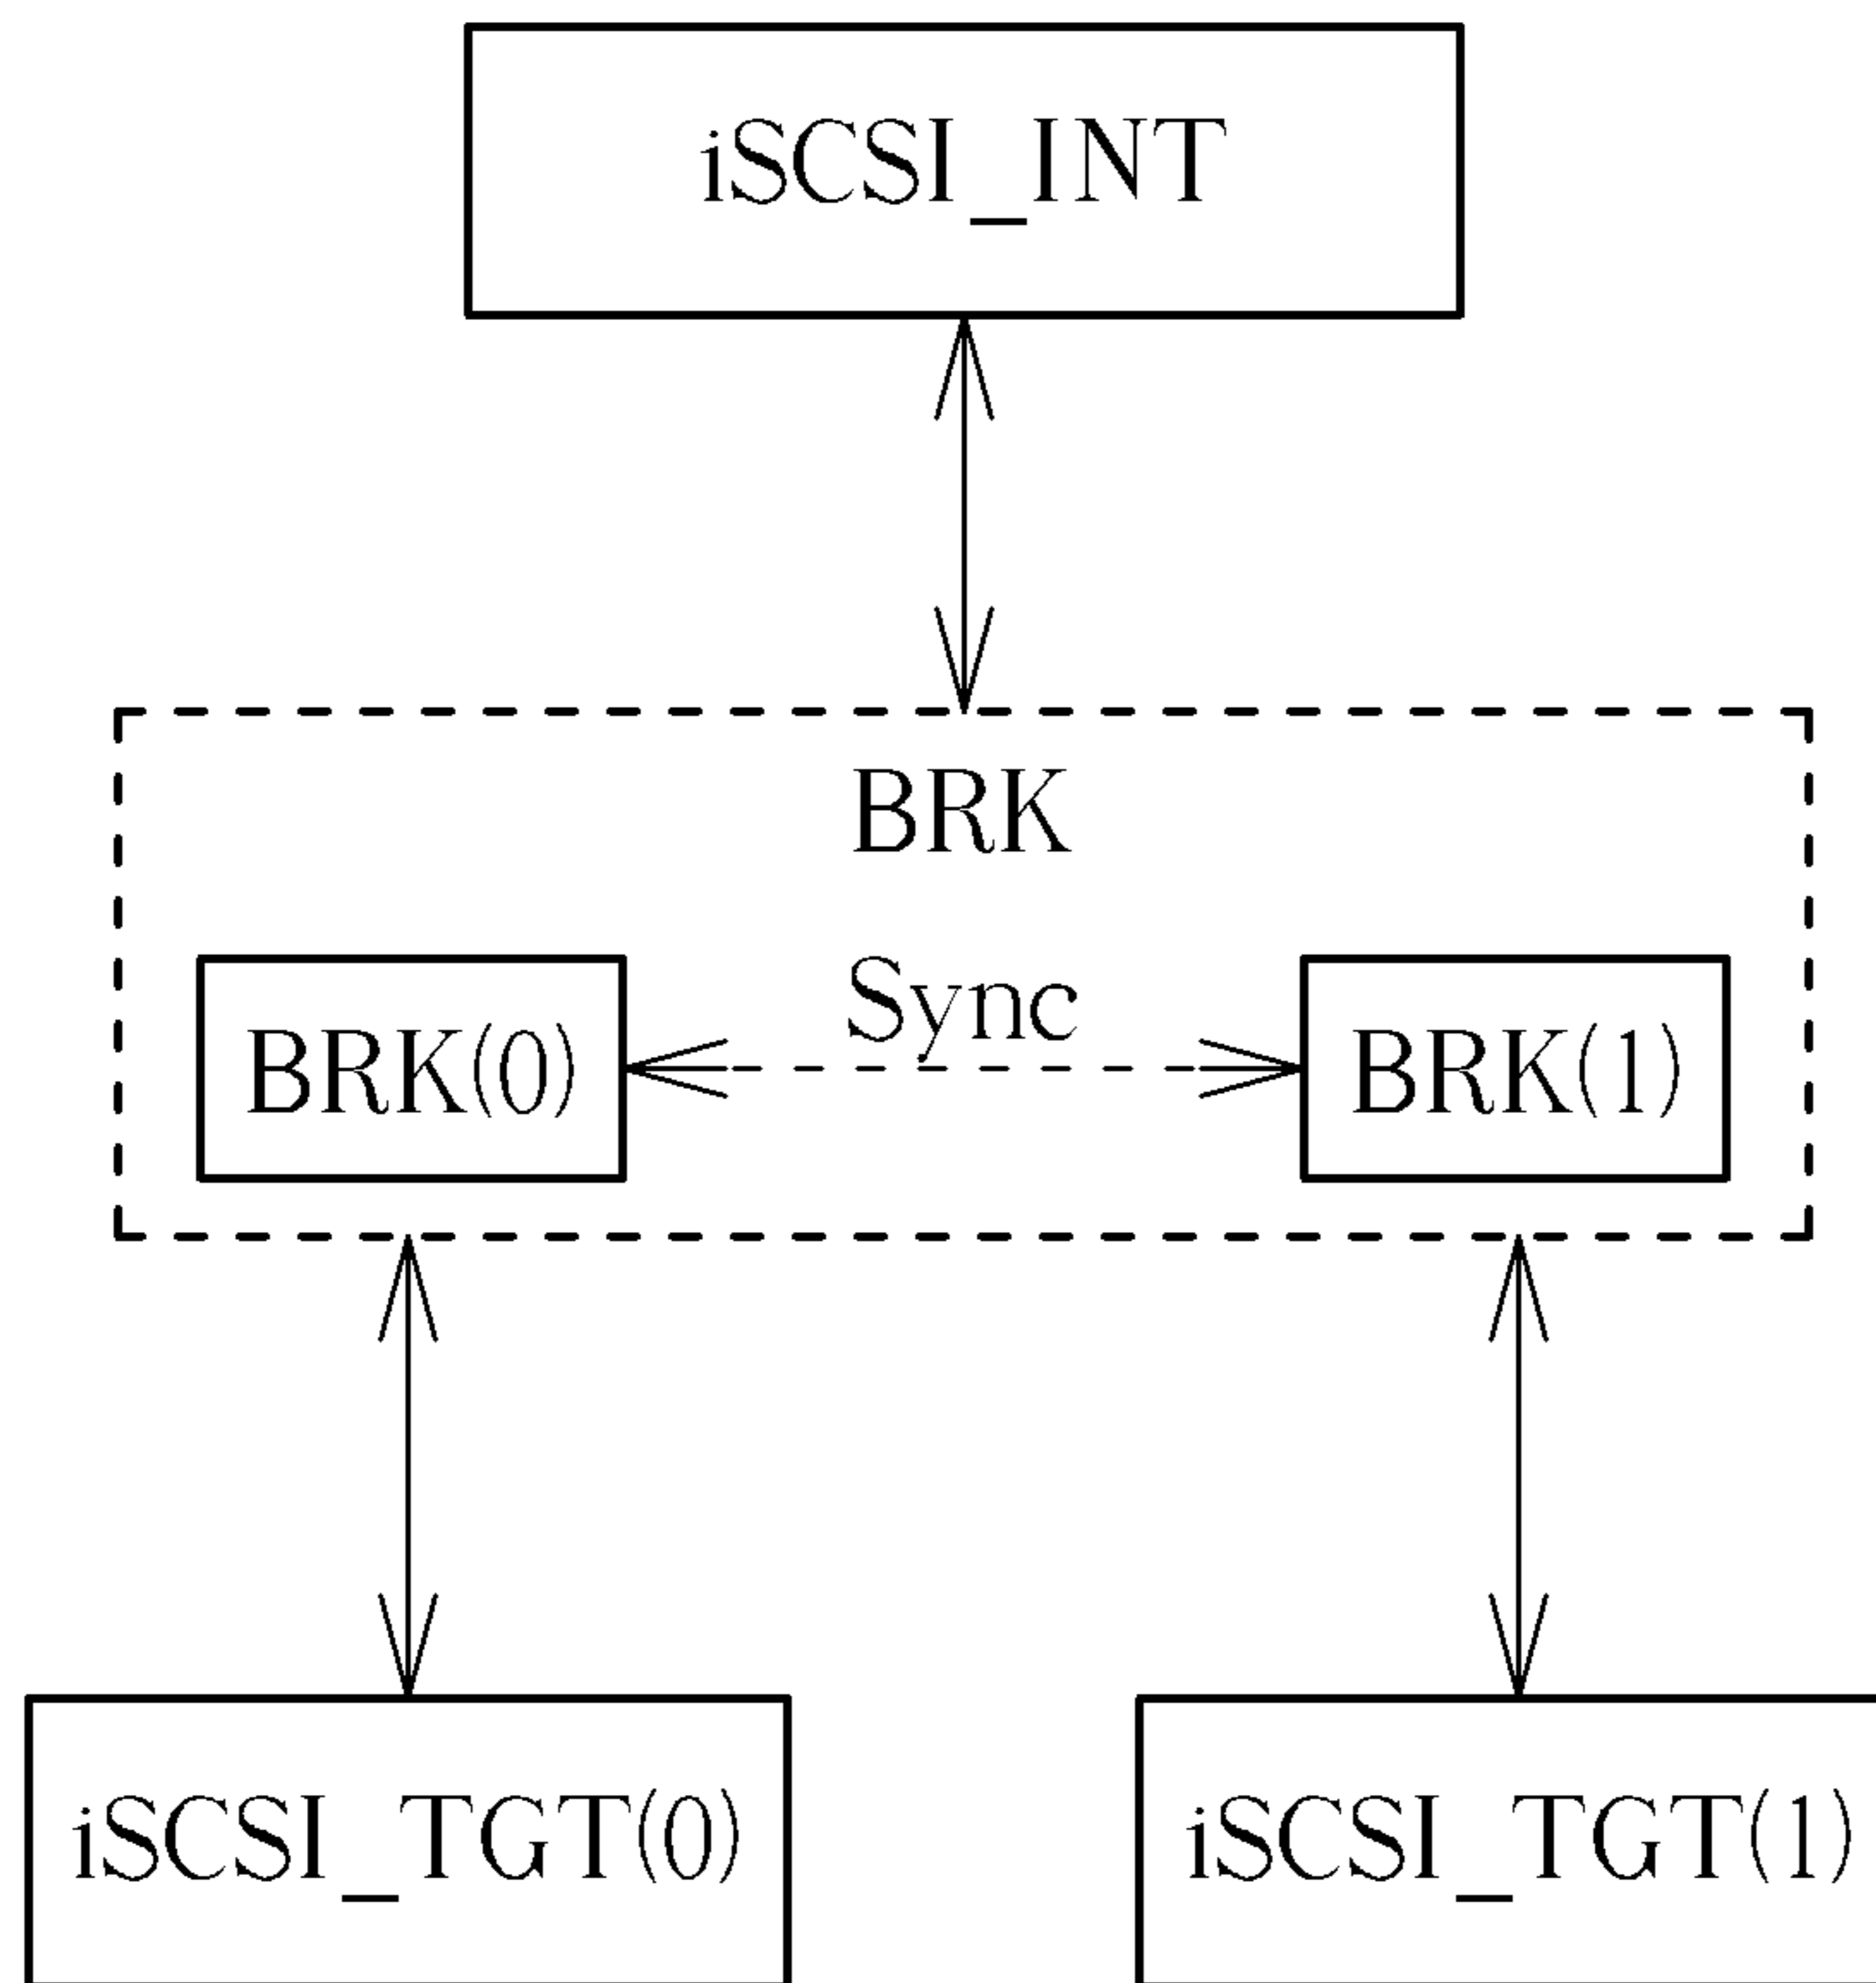 iSCSI_INT
BRK
Sync
BRK(0)
BRK(1)
iSCSI_TGT(0)
iSCSI_TGT(1)